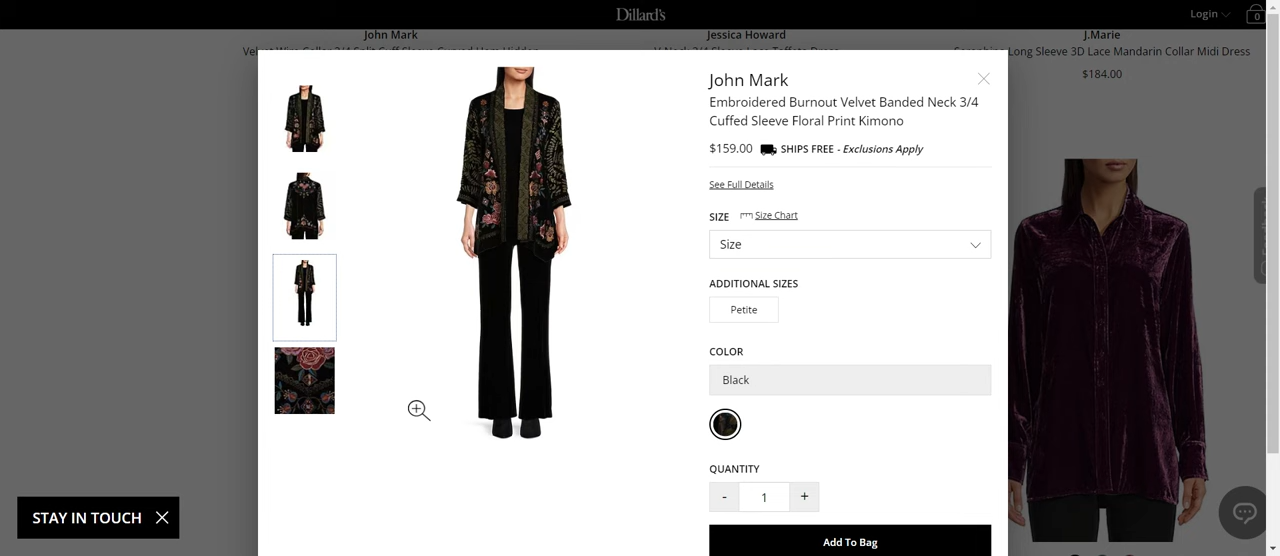 Dillard's
Login
0
John Mark
Jessica Howard
J.Marie
Long Sleeve 3D Lace Mandarin Collar Midi Dress
$184.00
John Mark
Embroidered Burnout Velvet Banded Neck 3/4
Cuffed Sleeve Floral Print Kimono
$159.00 SHIPS FREE - Exclusions Apply
See Full Details
SIZE Size Chart
Size
ADDITIONAL SIZES
Petite
COLOR
Black
QUANTITY
- 1 +
Add To Bag
STAY IN TOUCH